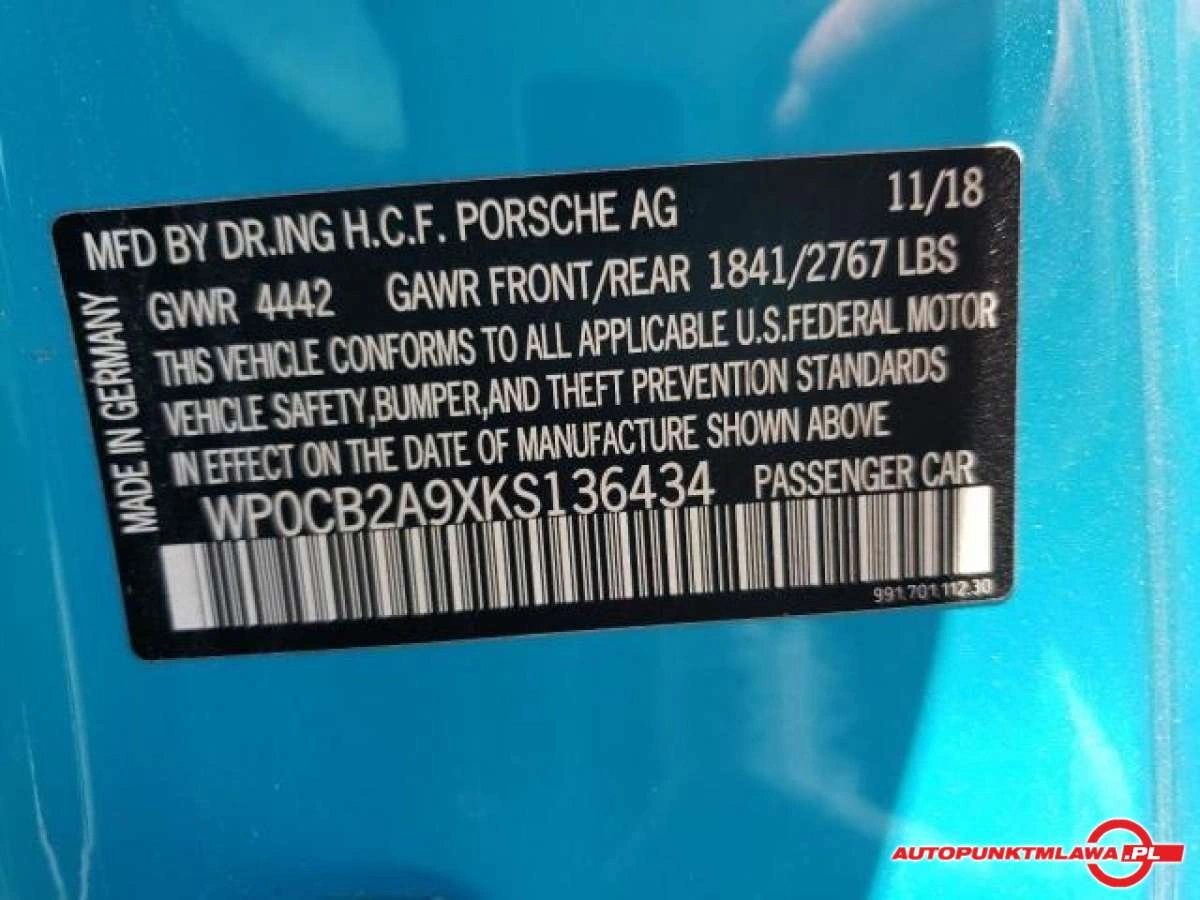 MFD BY DR.ING H.C.F. PORSCHE AG 11/18
GVWR 4442 GAWR FRONT/REAR 1841/2767 LBS
THIS VEHICLE CONFORMS TO ALL APPLICABLE U.S.FEDERAL MOTOR
VEHICLE SAFETY,BUMPER,AND THEFT PREVENTION STANDARDS
IN EFFECT ON THE DATE OF MANUFACTURE SHOWN ABOVE
WP0CB2A9XKS136434 PASSENGER CAR
991.701.112.30
MADE IN GERMANY
AUTOPUNKTMLAWA.PL